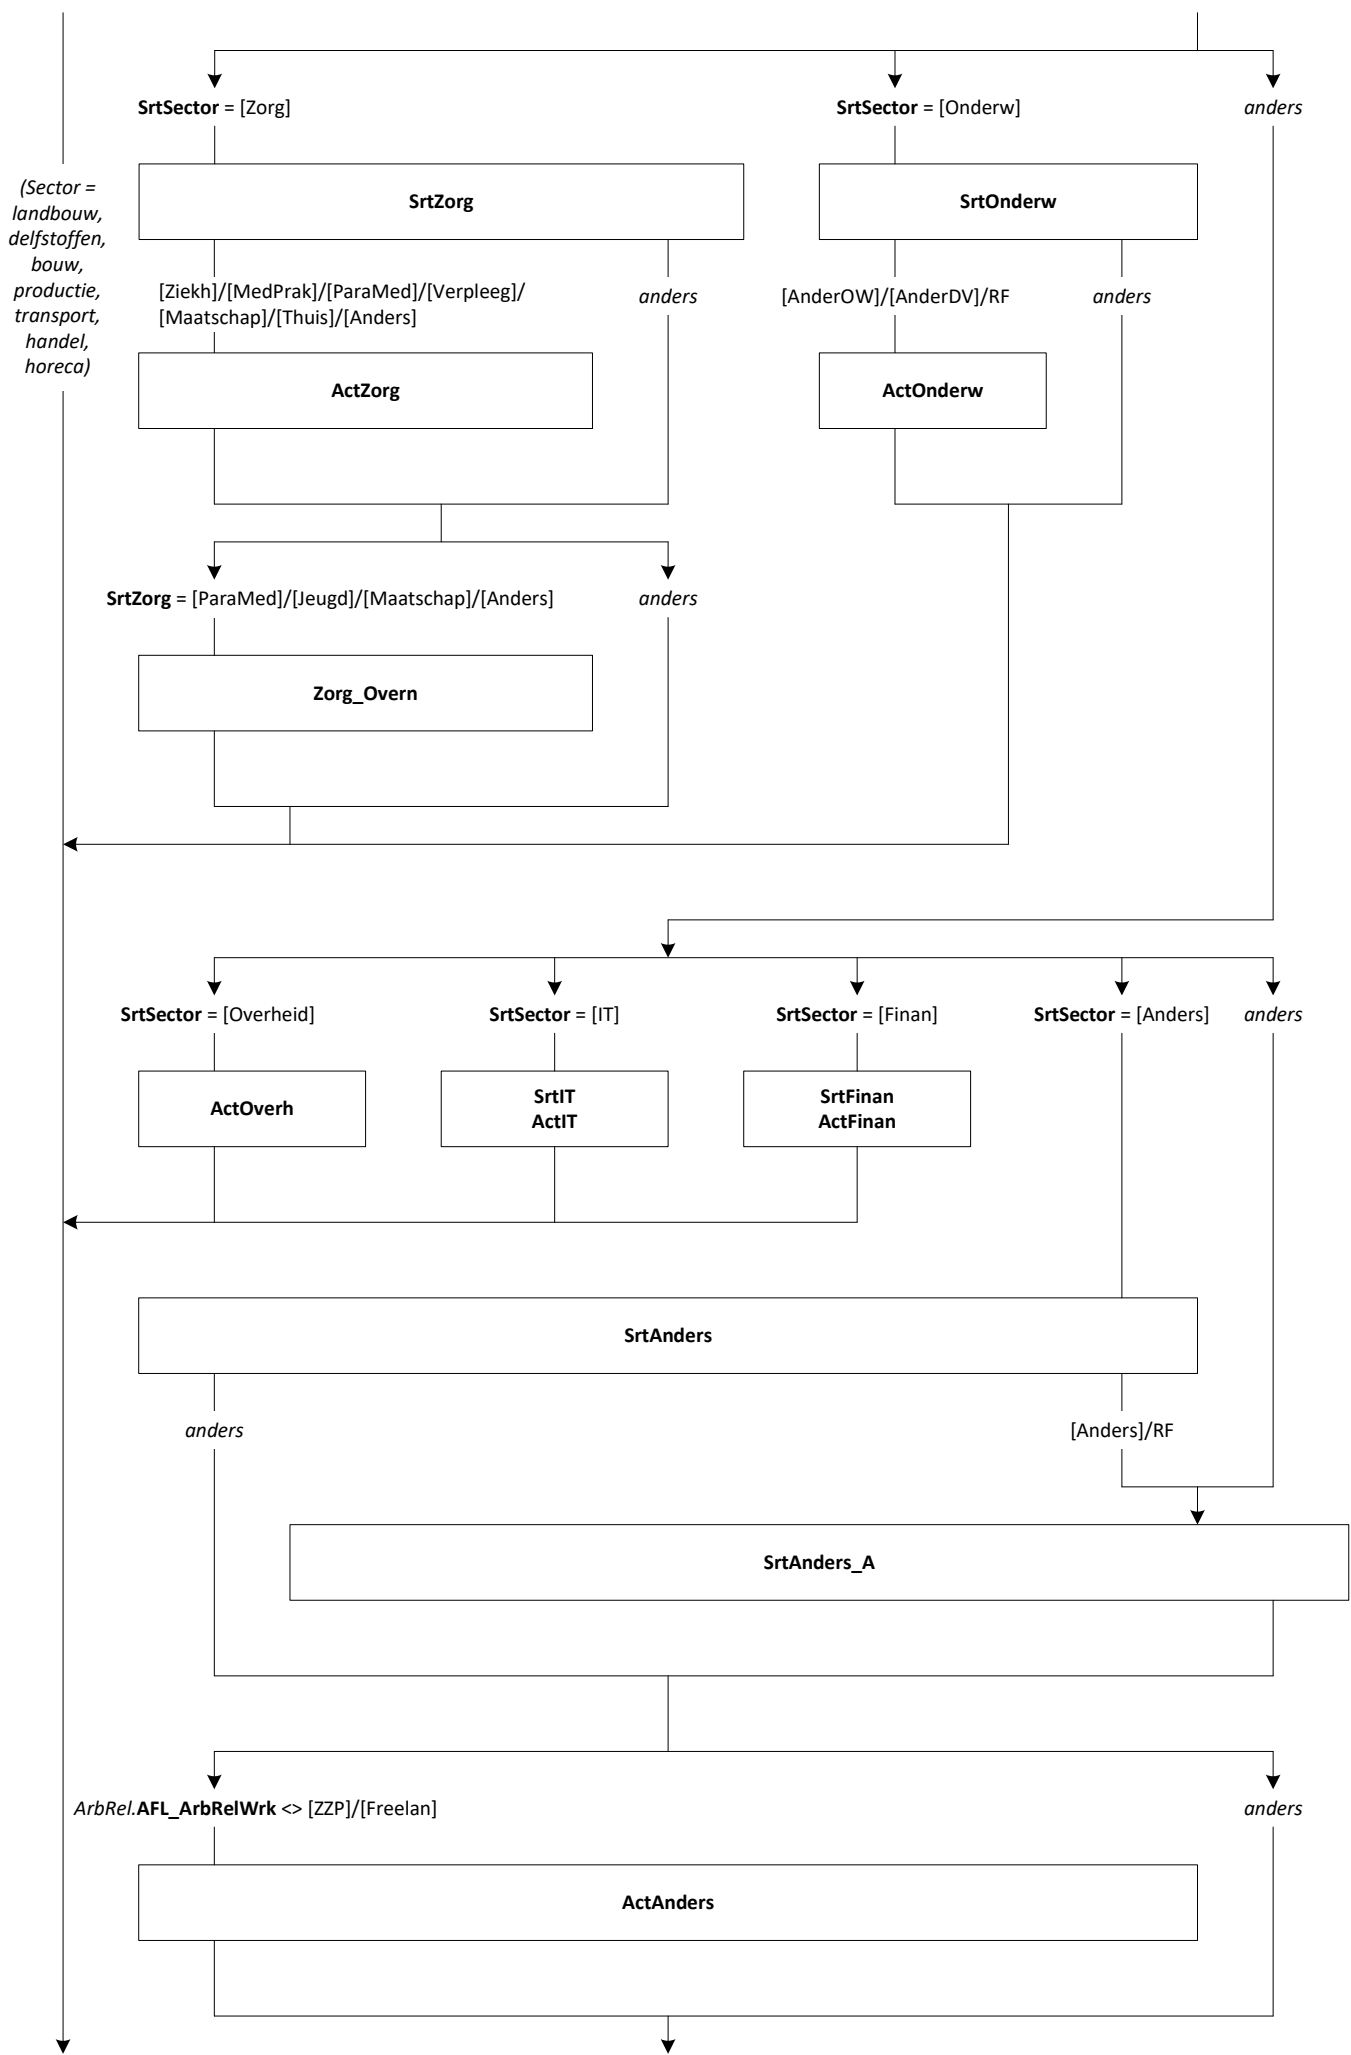 SrtSector = [Zorg]
SrtSector = [Onderw]
anders
(Sector =
landbouw,
delfstoffen,
bouw,
productie,
transport,
handel,
horeca)
SrtZorg
SrtOnderw
[Ziekh]/[MedPrak]/[ParaMed]/[Verpleeg]/
[Maatschap]/[Thuis]/[Anders]
anders
[AnderOW]/[AnderDV]/RF
anders
ActZorg
ActOnderw
SrtZorg = [ParaMed]/[Jeugd]/[Maatschap]/[Anders]
anders
Zorg_Overn
SrtSector = [Overheid]
SrtSector = [IT]
SrtSector = [Finan]
SrtSector = [Anders]
anders
ActOverh
SrtIT
ActIT
SrtFinan
ActFinan
SrtAnders
anders
[Anders]/RF
SrtAnders_A
ArbRel.AFL_ArbRelWrk <> [ZZP]/[Freelan]
anders
ActAnders